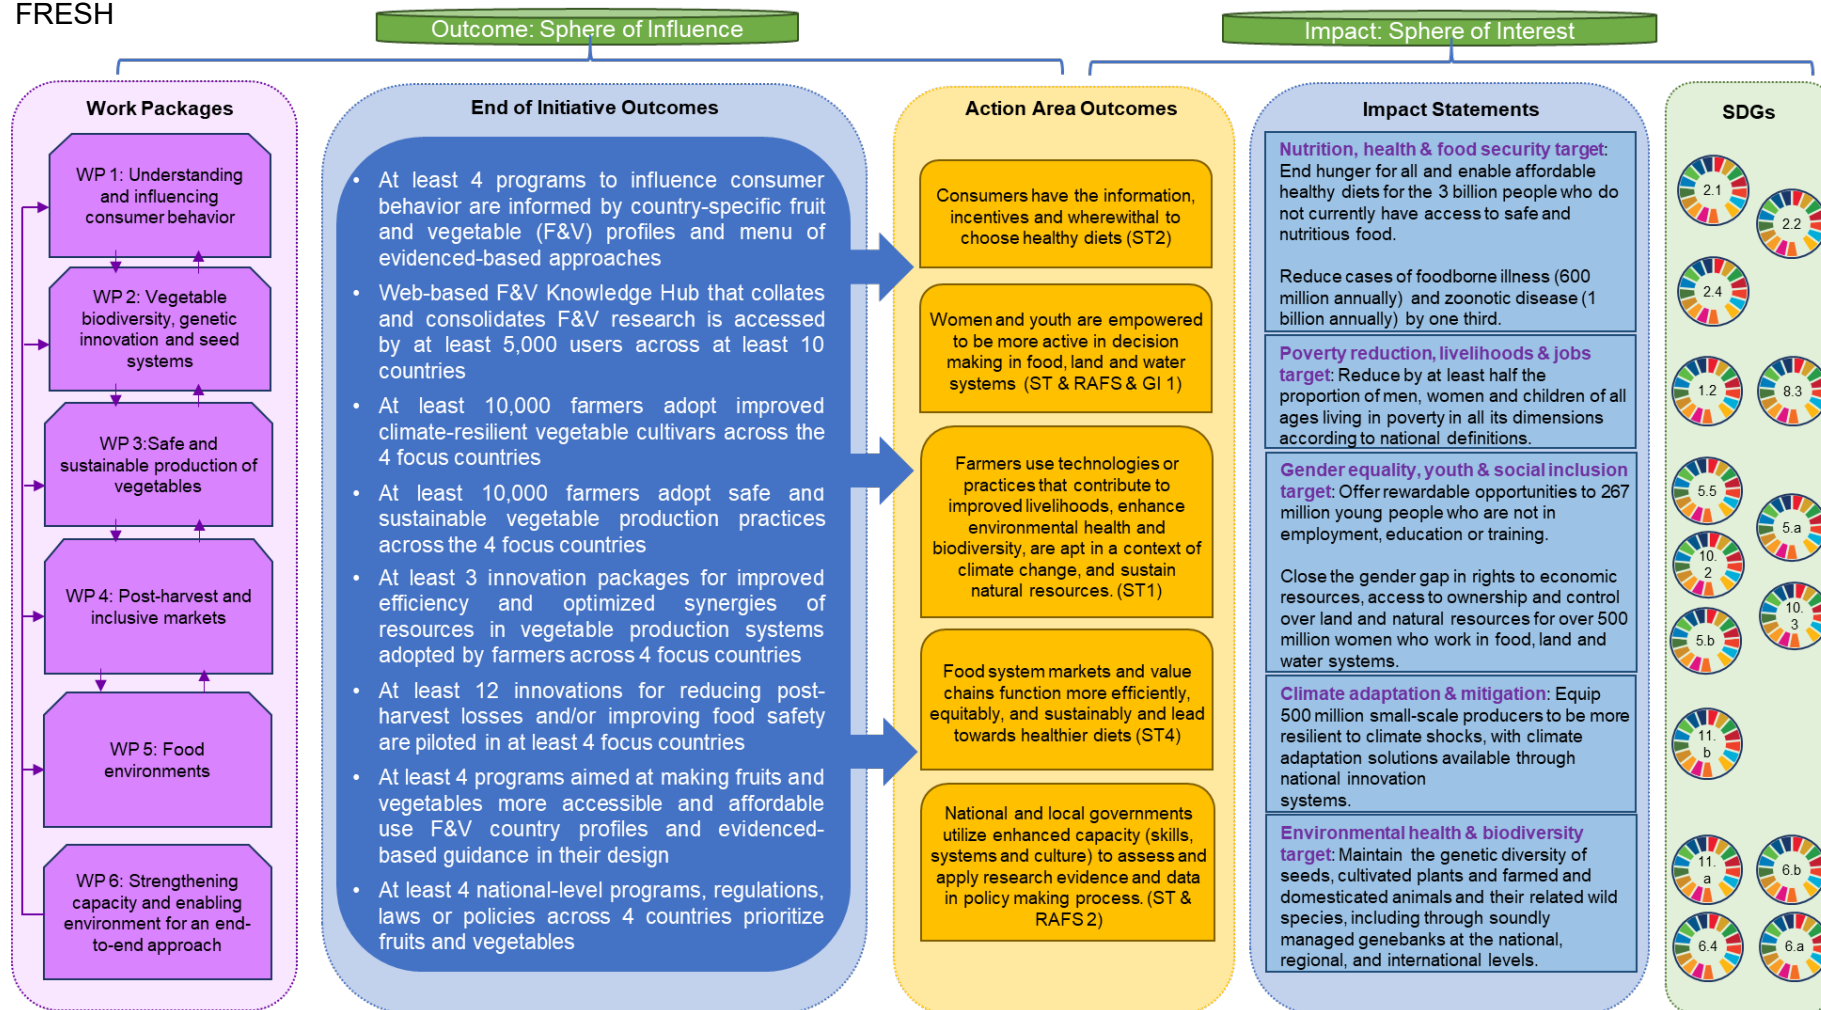 FRESH
Outcome: Sphere of Influence
Impact: Sphere of Interest
Work Packages
WP 1: Understanding
and influencing
consumer behavior
WP 2: Vegetable
biodiversity, genetic
innovation and seed
systems
WP 3:Safe and
sustainable production of
vegetables
WP 4: Post-harvest and
inclusive markets
WP 5: Food
environments
WP 6: Strengthening
capacity and enabling
environment for an end-
to-end approach
End of Initiative Outcomes
• At least 4 programs to influence consumer
behavior are informed by country-specific fruit
and vegetable (F&V) profiles and menu of
evidenced-based approaches
• Web-based F&V Knowledge Hub that collates
and consolidates F&V research is accessed
by at least 5,000 users across at least 10
countries
• At least 10,000 farmers adopt improved
climate-resilient vegetable cultivars across the
4 focus countries
• At least 10,000 farmers adopt safe and
sustainable vegetable production practices
across the 4 focus countries
• At least 3 innovation packages for improved
efficiency and optimized synergies of
resources in vegetable production systems
adopted by farmers across 4 focus countries
• At least 12 innovations for reducing post-
harvest losses and/or improving food safety
are piloted in at least 4 focus countries
• At least 4 programs aimed at making fruits and
vegetables more accessible and affordable
use F&V country profiles and evidenced-
based guidance in their design
• At least 4 national-level programs, regulations,
laws or policies across 4 countries prioritize
fruits and vegetables
Action Area Outcomes
Consumers have the information,
incentives and wherewithal to
choose healthy diets (ST2)
Women and youth are empowered
to be more active in decision
making in food, land and water
systems (ST & RAFS & GI 1)
Farmers use technologies or
practices that contribute to
improved livelihoods, enhance
environmental health and
biodiversity, are apt in a context of
climate change, and sustain
natural resources. (ST1)
Food system markets and value
chains function more efficiently,
equitably, and sustainably and lead
towards healthier diets (ST4)
National and local governments
utilize enhanced capacity (skills,
systems and culture) to assess and
apply research evidence and data
in policy making process. (ST &
RAFS 2)
Impact Statements
Nutrition, health & food security target:
End hunger for all and enable affordable
healthy diets for the 3 billion people who do
not currently have access to safe and
nutritious food.
Reduce cases of foodborne illness (600
million annually) and zoonotic disease (1
billion annually) by one third.
Poverty reduction, livelihoods & jobs
target: Reduce by at least half the
proportion of men, women and children of all
ages living in poverty in all its dimensions
according to national definitions.
Gender equality, youth & social inclusion
target: Offer rewardable opportunities to 267
million young people who are not in
employment, education or training.
Close the gender gap in rights to economic
resources, access to ownership and control
over land and natural resources for over 500
million women who work in food, land and
water systems.
Climate adaptation & mitigation: Equip
500 million small-scale producers to be more
resilient to climate shocks, with climate
adaptation solutions available through
national innovation
systems.
Environmental health & biodiversity
target: Maintain the genetic diversity of
seeds, cultivated plants and farmed and
domesticated animals and their related wild
species, including through soundly
managed genebanks at the national,
regional, and international levels.
SDGs
2.1
2.2
2.4
1.2
8.3
5.5
5.a
10.
2
10.
3
5.b
11.
b
11.
a
6.b
6.4
6.a